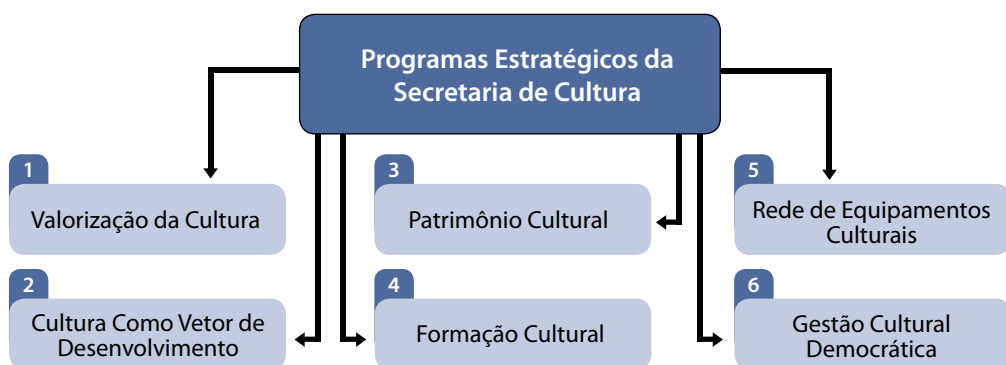 Programas Estratégicos da
Secretaria de Cultura
1
Valorização da Cultura
2
Cultura Como Vetor de
Desenvolvimento
3
Patrimônio Cultural
4
Formação Cultural
5
Rede de Equipamentos
Culturais
6
Gestão Cultural
Democrática